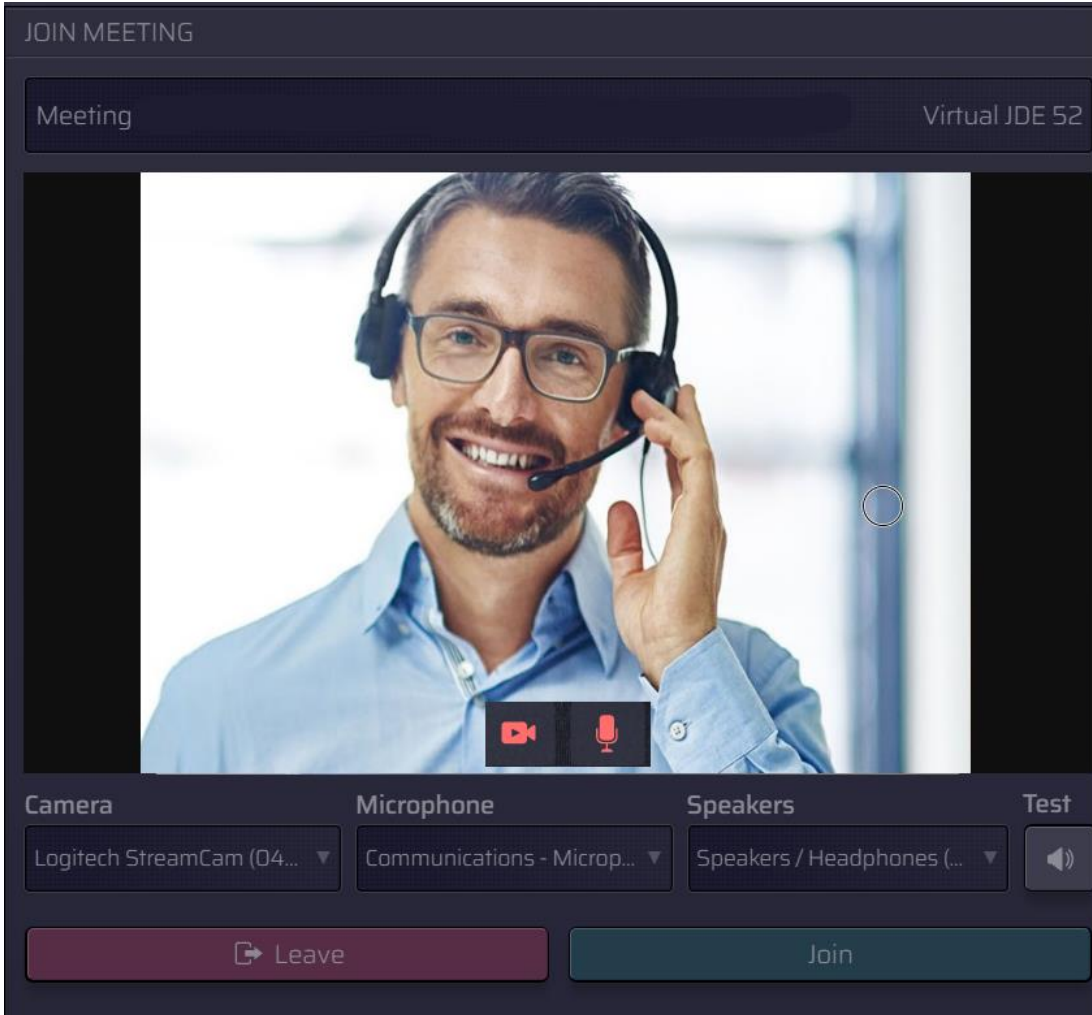 JOIN MEETING
Meeting Virtual JDE 52
Camera Microphone Speakers Test
Logitech StreamCam (04... Communications - Microp... Speakers / Headphones (...
Leave Join